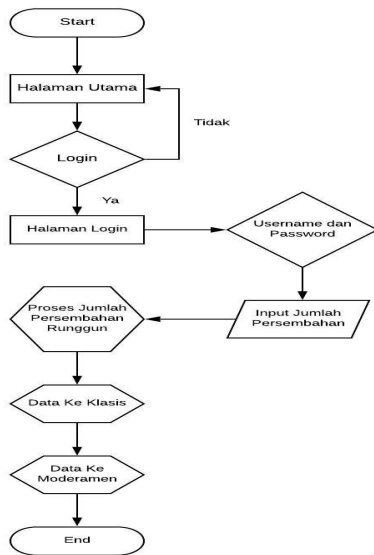 Start
Halaman Utama
Tidak
Login
Ya
Halaman Login
Username dan
Password
Input Jumlah
Persembahan
Proses Jumlah
Persembahan
Runggun
Data Ke Klasis
Data Ke
Moderamen
End